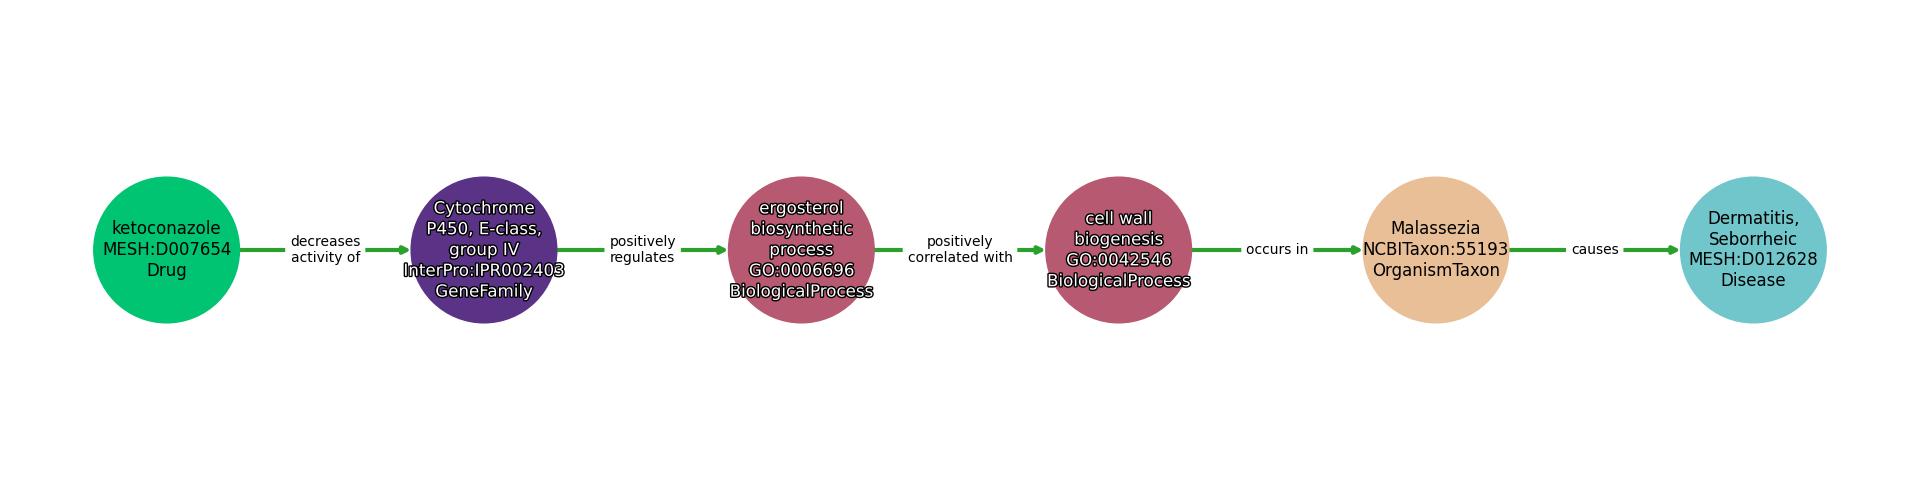 ketoconazole
MESH:D007654
Drug
decreases
activity of
Cytochrome
P450, E-class,
group IV
InterPro:IPR002403
GeneFamily
positively
regulates
ergosterol
biosynthetic
process
GO:0006696
BiologicalProcess
positively
correlated with
cell wall
biogenesis
GO:0042546
BiologicalProcess
occurs in
Malassezia
NCBITaxon:55193
OrganismTaxon
causes
Dermatitis,
Seborrheic
MESH:D012628
Disease